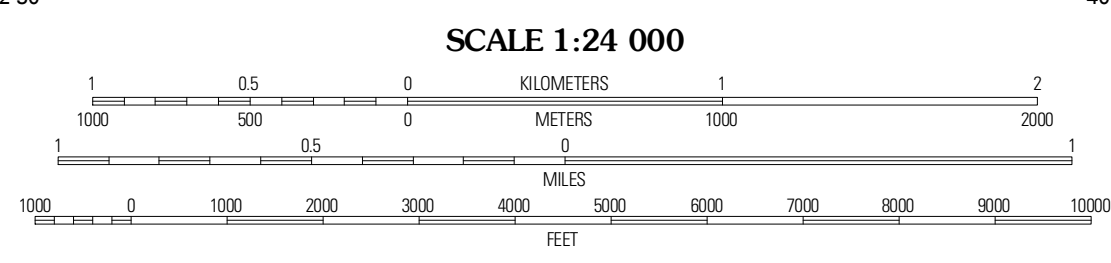 SCALE 1:24 000
1 0.5 0 KILOMETERS 1 2
1000 500 0 METERS 1000 2000
1 0.5 0 1
MILES
1000 0 1000 2000 3000 4000 5000 6000 7000 8000 9000 10000
FEET